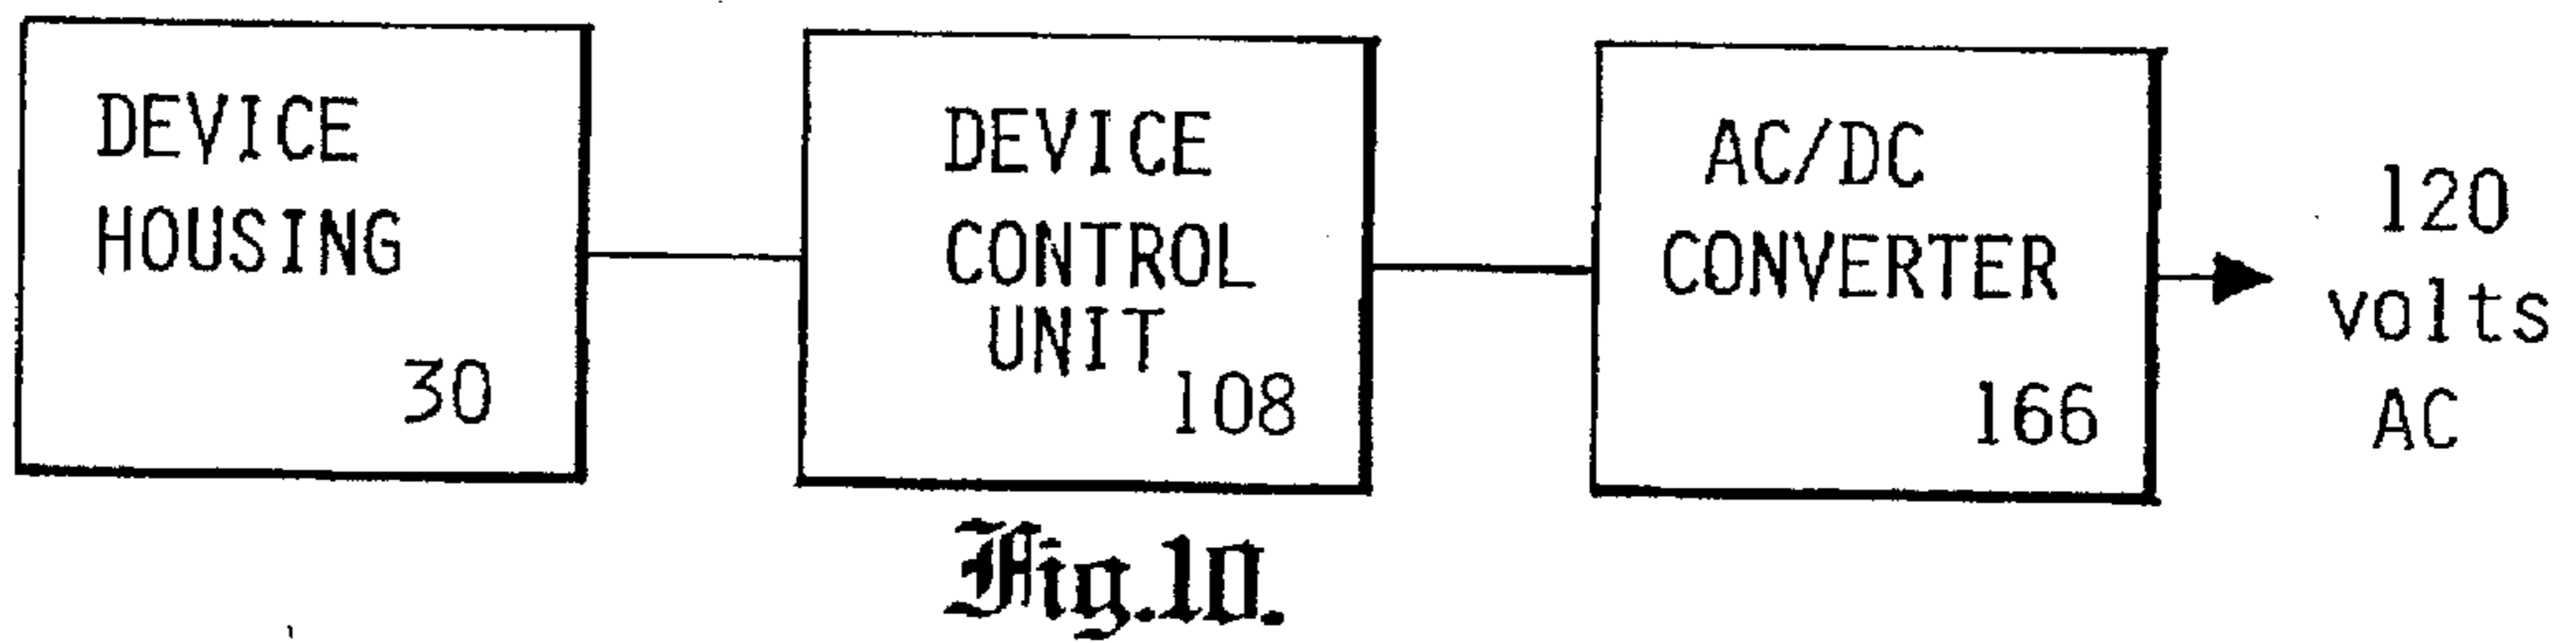 DEVICE
HOUSING
30
DEVICE
CONTROL
UNIT
108
AC/DC
CONVERTER
166
120
volts
AC
Fig.10.